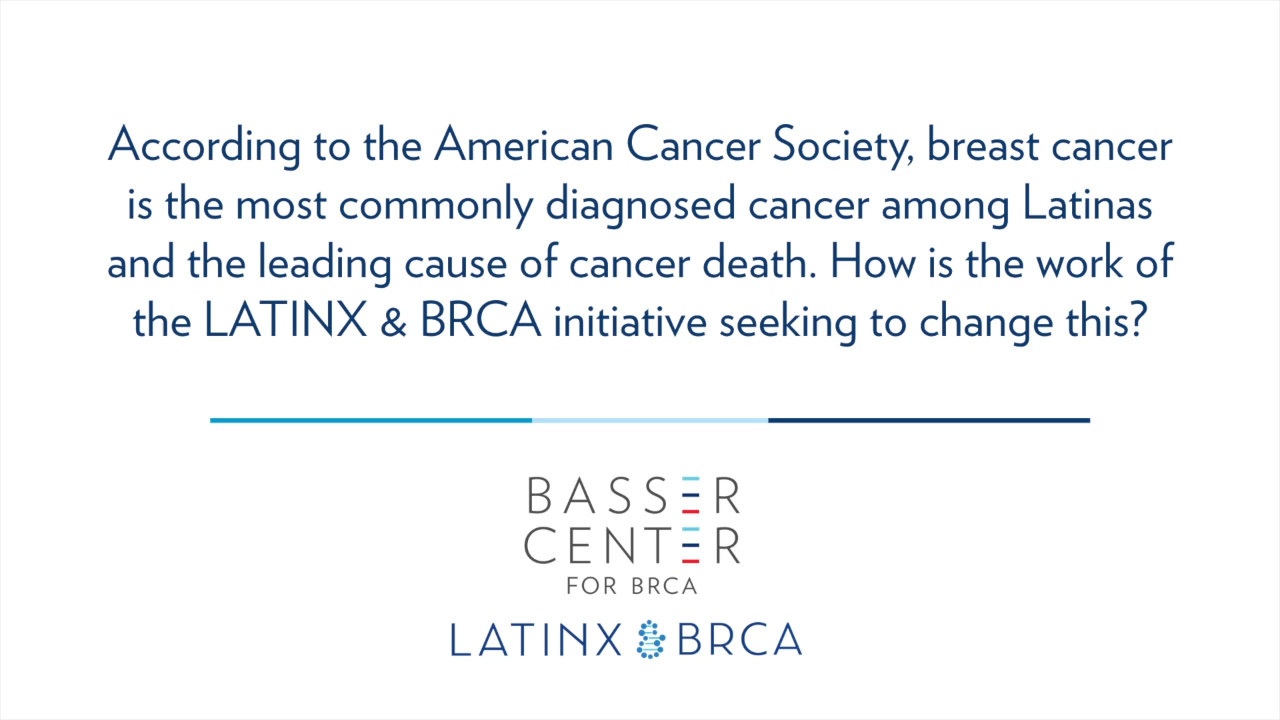 According to the American Cancer Society, breast cancer
is the most commonly diagnosed cancer among Latinas
and the leading cause of cancer death. How is the work of
the LATINX & BRCA initiative seeking to change this?
BASSER
CENTER
FOR BRCA
LATINX & BRCA